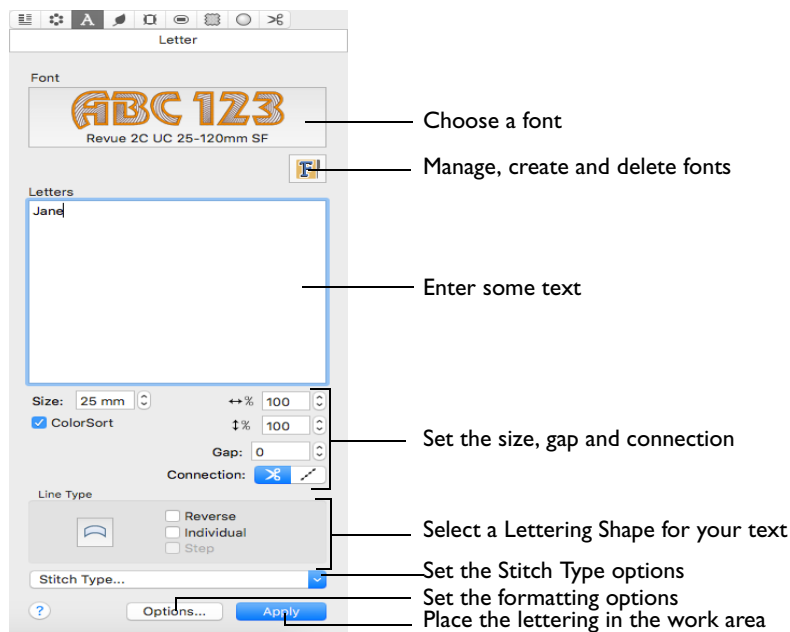 A
Letter
Font
ABC 123
Revue 2C UC 25-120mm SF
Choose a font
F
Manage, create and delete fonts
Letters
Jane
Enter some text
Size: 25 mm ↔% 100
ColorSort ↕% 100
Gap: 0
Set the size, gap and connection
Connection:
Line Type
Reverse
Individual
Step
Select a Lettering Shape for your text
Stitch Type...
Set the Stitch Type options
? Options... Apply
Set the formatting options
Place the lettering in the work area